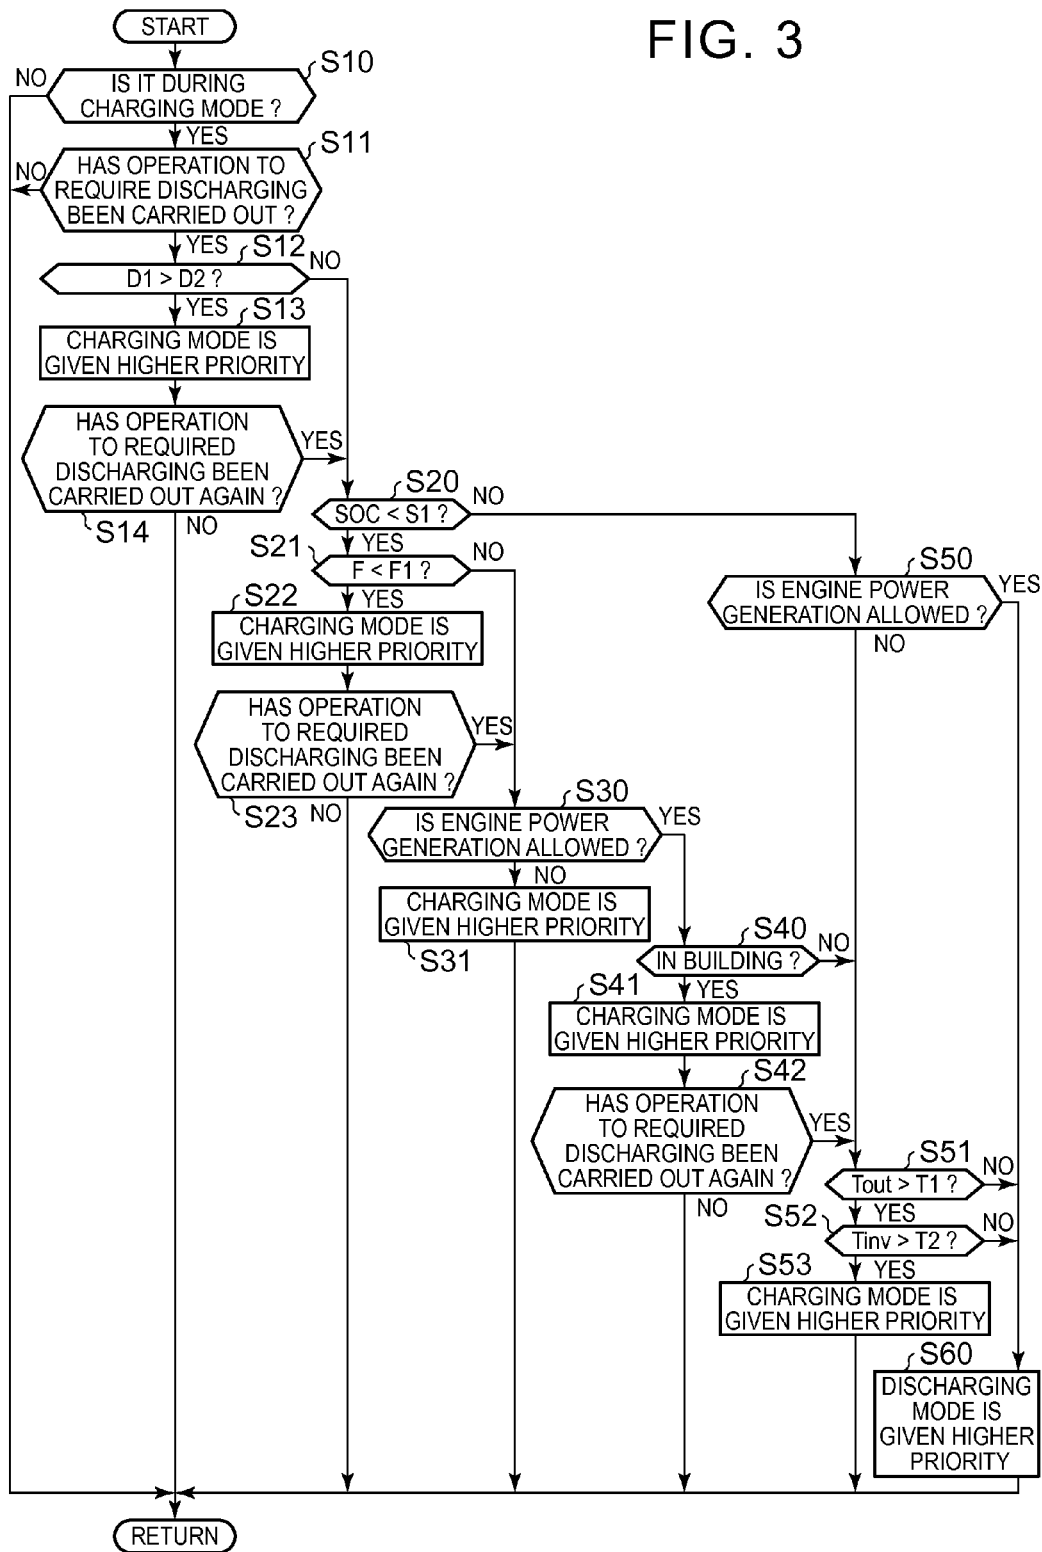 FIG. 3
START
S10
IS IT DURING
CHARGING MODE ?
NO
YES
S11
HAS OPERATION TO
REQUIRE DISCHARGING
BEEN CARRIED OUT ?
NO
YES
S12
D1 > D2 ?
NO
YES
S13
CHARGING MODE IS
GIVEN HIGHER PRIORITY
HAS OPERATION
TO REQUIRED
DISCHARGING BEEN
CARRIED OUT AGAIN ?
YES
S14
NO
S20
SOC < S1 ?
NO
YES
S21
F < F1 ?
NO
YES
S22
CHARGING MODE IS
GIVEN HIGHER PRIORITY
HAS OPERATION
TO REQUIRED
DISCHARGING BEEN
CARRIED OUT AGAIN ?
YES
S23
NO
S30
IS ENGINE POWER
GENERATION ALLOWED ?
YES
NO
CHARGING MODE IS
GIVEN HIGHER PRIORITY
S31
S40
IN BUILDING ?
NO
YES
S41
CHARGING MODE IS
GIVEN HIGHER PRIORITY
S42
HAS OPERATION
TO REQUIRED
DISCHARGING BEEN
CARRIED OUT AGAIN ?
YES
NO
S50
IS ENGINE POWER
GENERATION ALLOWED ?
YES
NO
S51
Tout > T1 ?
NO
YES
S52
Tinv > T2 ?
NO
YES
S53
CHARGING MODE IS
GIVEN HIGHER PRIORITY
S60
DISCHARGING
MODE IS
GIVEN HIGHER
PRIORITY
RETURN